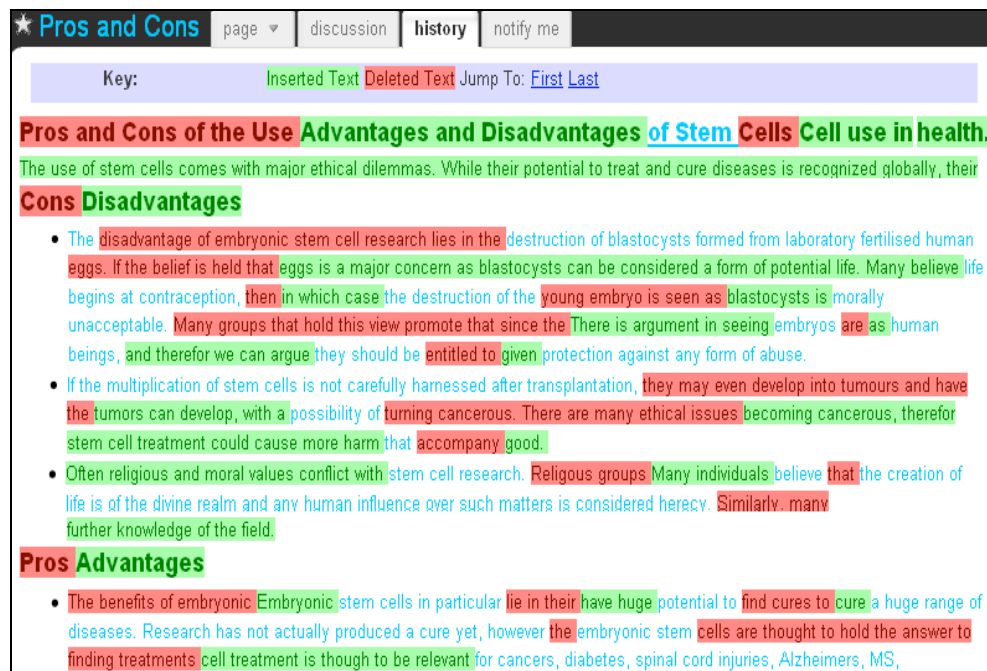 Pros and Cons page discussion history notify me
Key: Inserted Text Deleted Text Jump To: First Last
Pros and Cons of the Use Advantages and Disadvantages of Stem Cells Cell use in health.
The use of stem cells comes with major ethical dilemmas. While their potential to treat and cure diseases is recognized globally, their
Cons Disadvantages
• The disadvantage of embryonic stem cell research lies in the destruction of blastocysts formed from laboratory fertilised human
eggs. If the belief is held that eggs is a major concern as blastocysts can be considered a form of potential life. Many believe life
begins at contraception, then in which case the destruction of the young embryo is seen as blastocysts is morally
unacceptable. Many groups that hold this view promote that since the There is argument in seeing embryos are as human
beings, and therefor we can argue they should be entitled to given protection against any form of abuse.
• If the multiplication of stem cells is not carefully harnessed after transplantation, they may even develop into tumours and have
the tumors can develop, with a possibility of turning cancerous. There are many ethical issues becoming cancerous, therefor
stem cell treatment could cause more harm that accompany good.
• Often religious and moral values conflict with stem cell research. Religous groups Many individuals believe that the creation of
life is of the divine realm and any human influence over such matters is considered herecy. Similarly, many
further knowledge of the field.
Pros Advantages
• The benefits of embryonic Embryonic stem cells in particular lie in their have huge potential to find cures to cure a huge range of
diseases. Research has not actually produced a cure yet, however the embryonic stem cells are thought to hold the answer to
finding treatments cell treatment is though to be relevant for cancers, diabetes, spinal cord injuries, Alzheimers, MS,